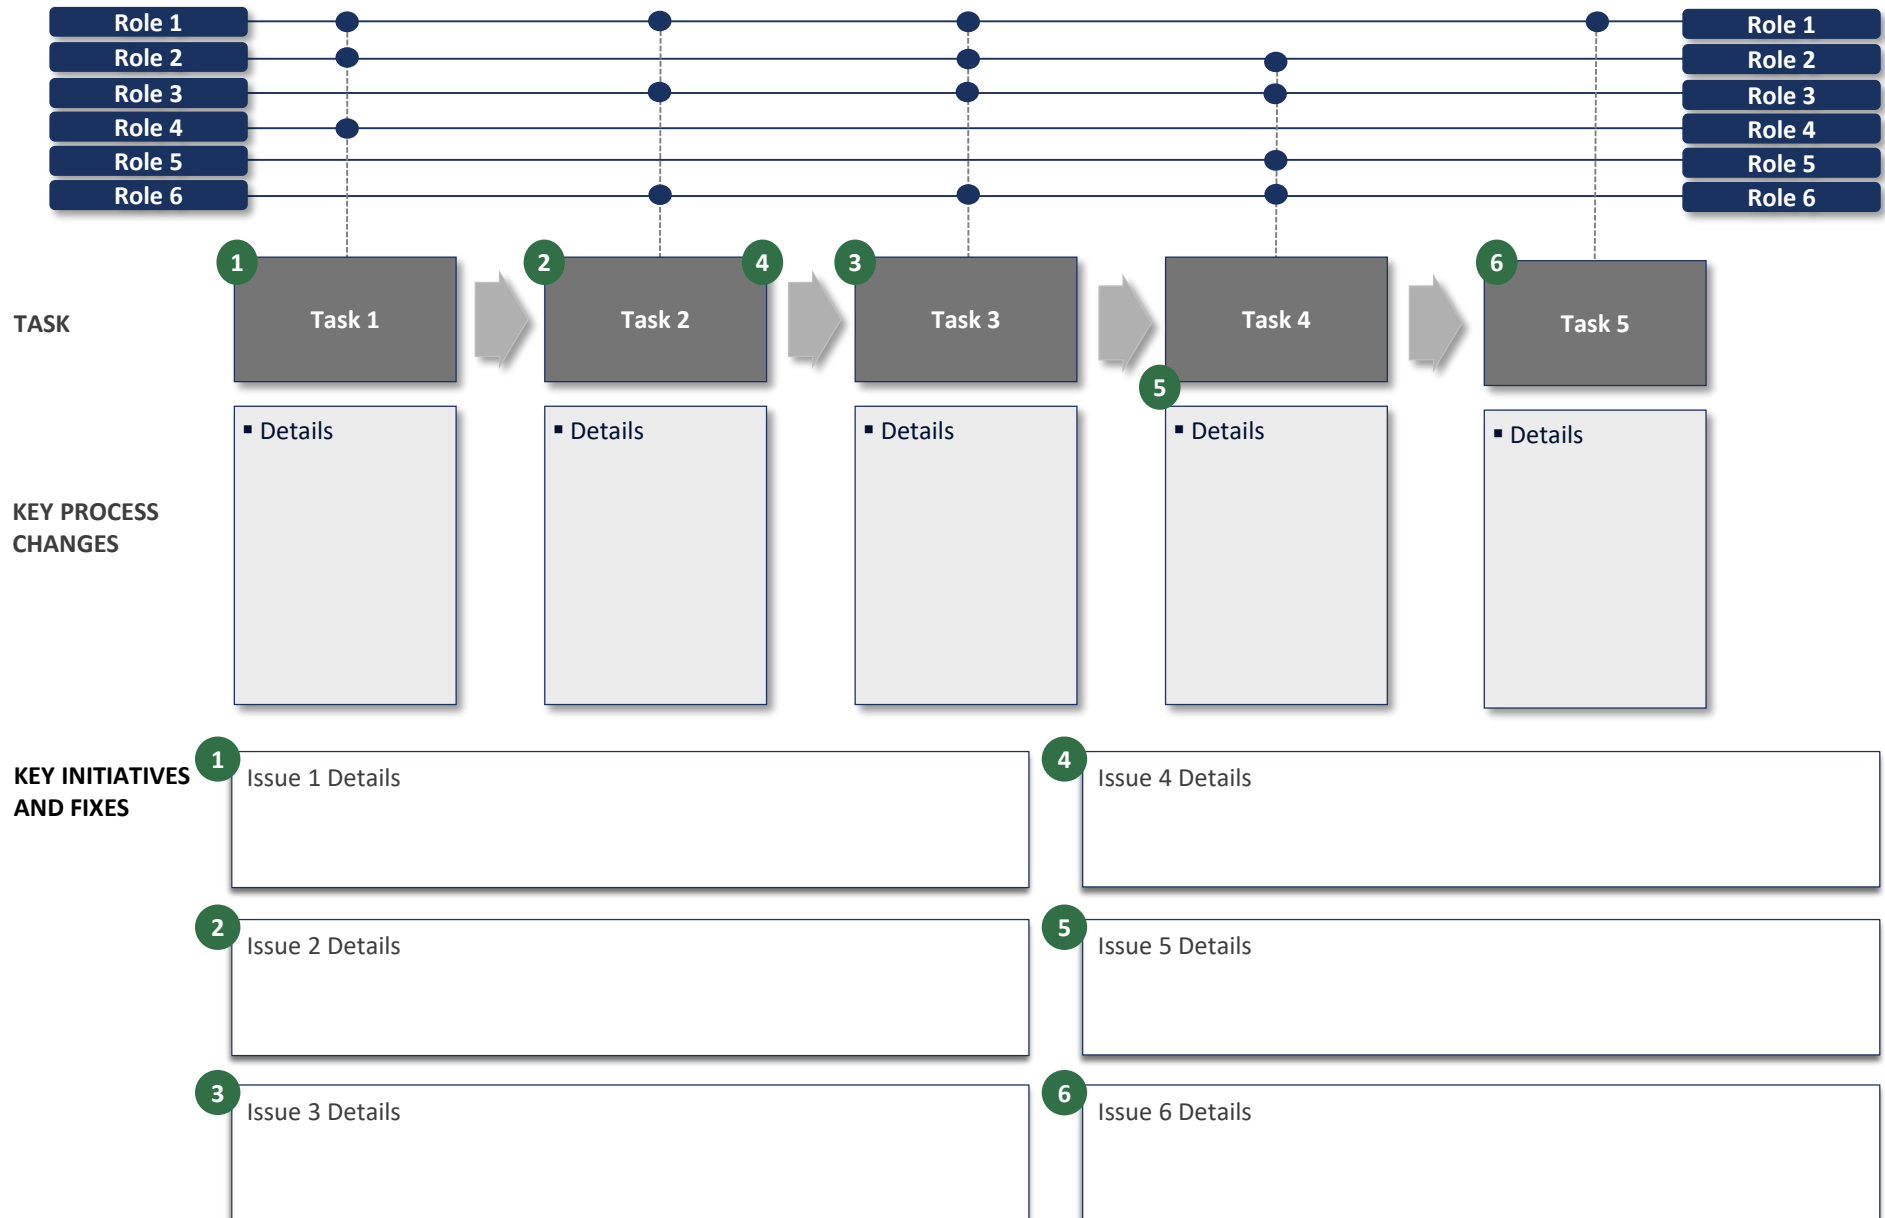 Role 1
Role 1
Role 2
Role 2
Role 3
Role 3
Role 4
Role 4
Role 5
Role 5
Role 6
Role 6
1
2
4
3
6
TASK
Task 1
Task 2
Task 3
Task 4
Task 5
5
▪ Details
▪ Details
▪ Details
▪ Details
▪ Details
KEY PROCESS
CHANGES
KEY INITIATIVES
AND FIXES
1
Issue 1 Details
4
Issue 4 Details
2
Issue 2 Details
5
Issue 5 Details
3
Issue 3 Details
6
Issue 6 Details